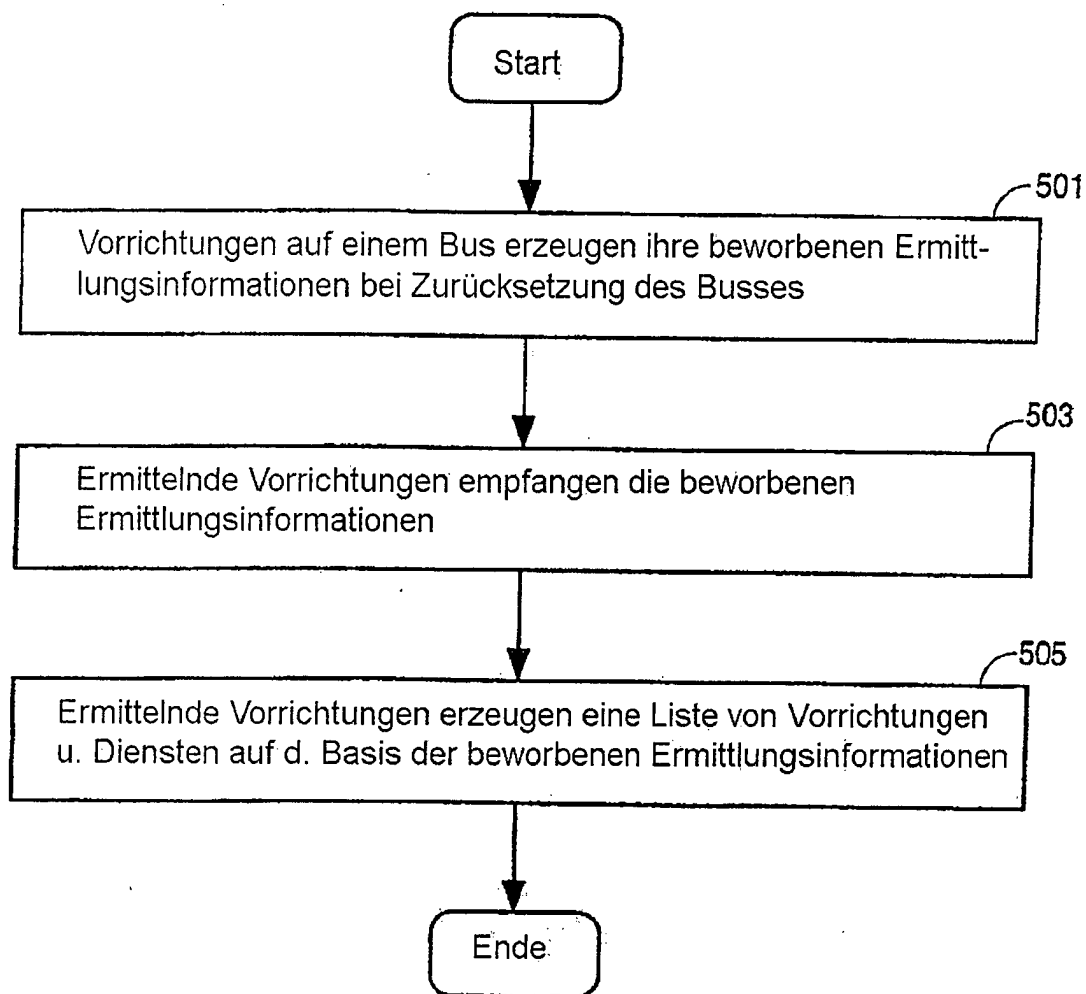 Start
501
Vorrichtungen auf einem Bus erzeugen ihre beworbenen Ermitt-
lungsinformationen bei Zurücksetzung des Busses
503
Ermittelnde Vorrichtungen empfangen die beworbenen
Ermittlungsinformationen
505
Ermittelnde Vorrichtungen erzeugen eine Liste von Vorrichtungen
u. Diensten auf d. Basis der beworbenen Ermittlungsinformationen
Ende